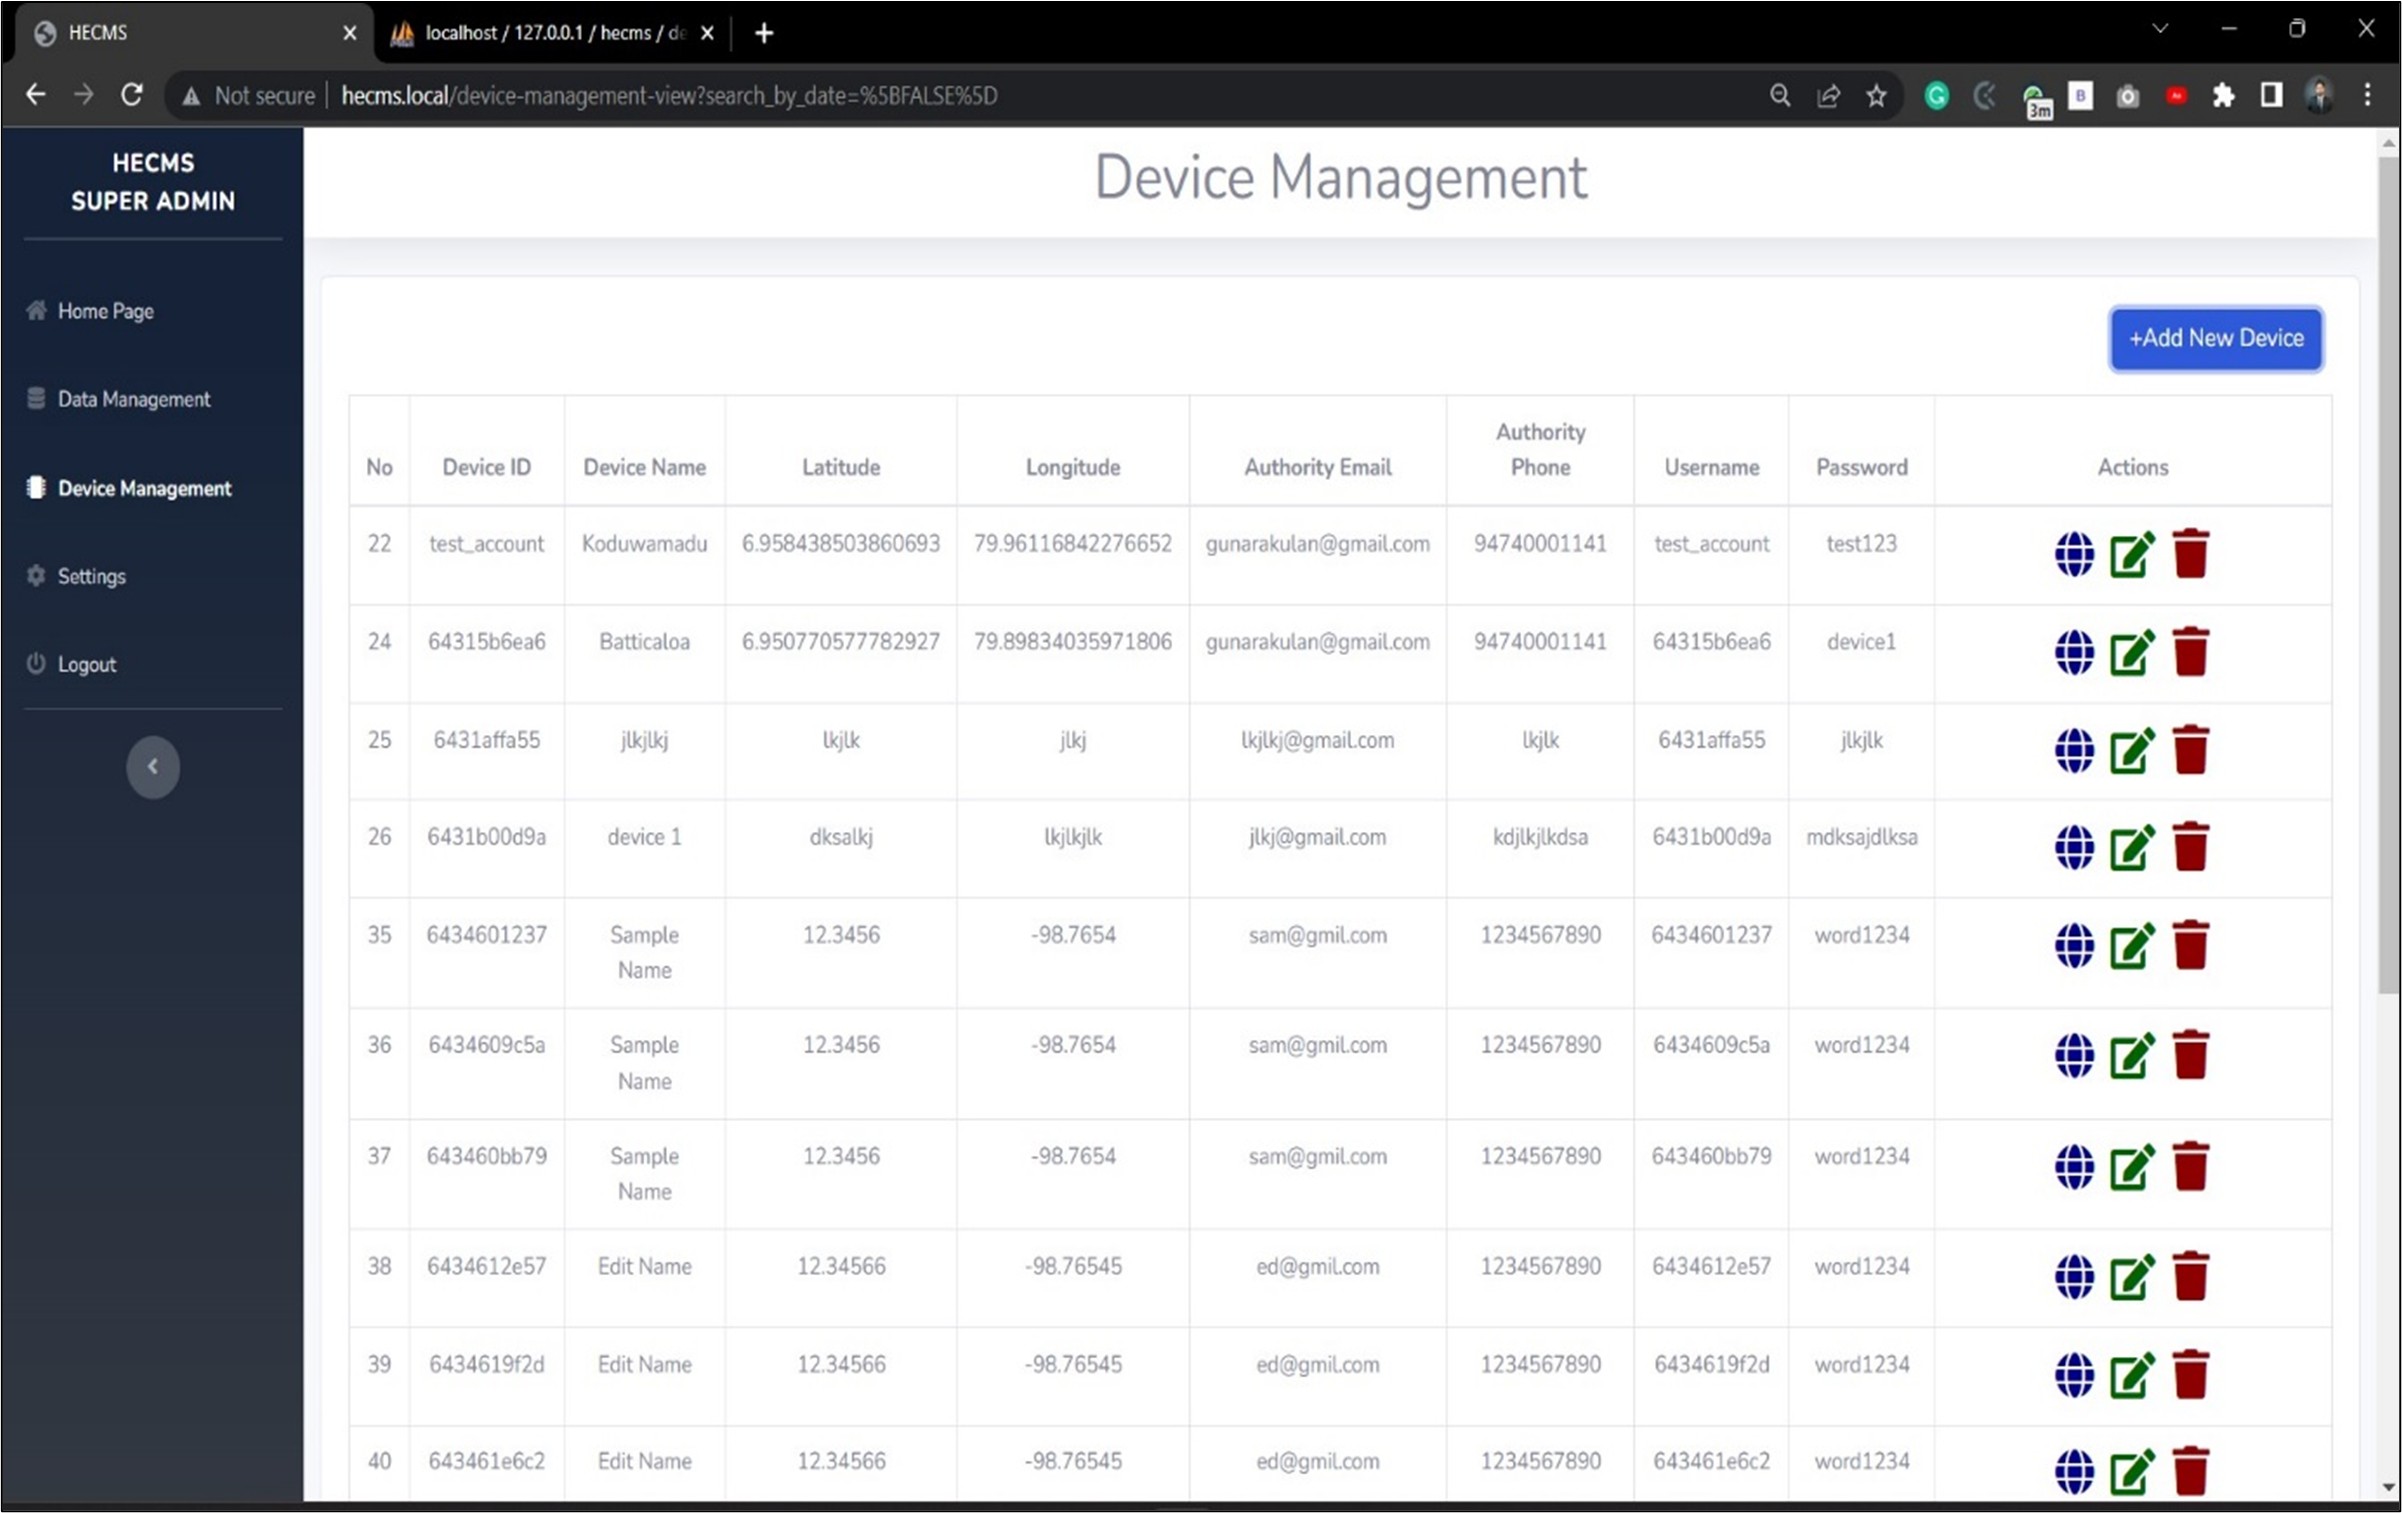 HECMS
localhost / 127.0.0.1 / hecms / de
Not secure
hecms.local/device-management-view?search_by_date=%5BFALSE%5D
3m
B
HECMS
SUPER ADMIN
Home Page
Data Management
Device Management
Settings
Logout
Device Management
+Add New Device
No Device ID Device Name Latitude Longitude Authority Email Authority Phone Username Password Actions
22 test_account Koduwamadu 6.958438503860693 79.96116842276652 gunarakulan@gmail.com 94740001141 test_account test123
24 64315b6ea6 Batticaloa 6.950770577782927 79.89834035971806 gunarakulan@gmail.com 94740001141 64315b6ea6 device1
25 6431affa55 jlkjlkj lkjlk jlkj lkjlkj@gmail.com lkjlk 6431affa55 jlkjlk
26 6431b00d9a device 1 dksalkj lkjlkjlk jlkj@gmail.com kdjlkjlkdsa 6431b00d9a mdksajdlksa
35 6434601237 Sample Name 12.3456 -98.7654 sam@gmil.com 1234567890 6434601237 word1234
36 6434609c5a Sample Name 12.3456 -98.7654 sam@gmil.com 1234567890 6434609c5a word1234
37 643460bb79 Sample Name 12.3456 -98.7654 sam@gmil.com 1234567890 643460bb79 word1234
38 6434612e57 Edit Name 12.34566 -98.76545 ed@gmil.com 1234567890 6434612e57 word1234
39 6434619f2d Edit Name 12.34566 -98.76545 ed@gmil.com 1234567890 6434619f2d word1234
40 643461e6c2 Edit Name 12.34566 -98.76545 ed@gmil.com 1234567890 643461e6c2 word1234